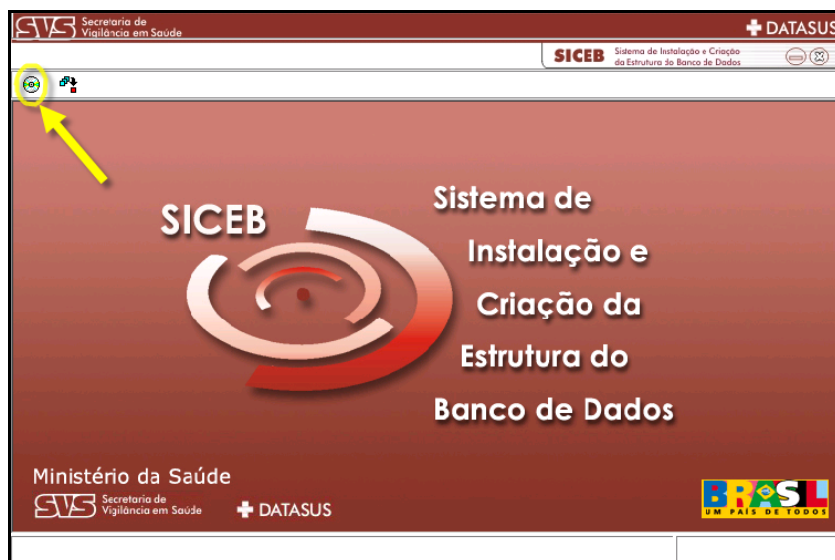 SVS Secretaria de
Vigilância em Saúde
DATASUS
SICEB Sistema de Instalação e Criação
da Estrutura do Banco de Dados
SICEB
Sistema de
Instalação e
Criação da
Estrutura do
Banco de Dados
Ministério da Saúde
SVS Secretaria de
Vigilância em Saúde
DATASUS
BRASIL
UM PAÍS DE TODOS